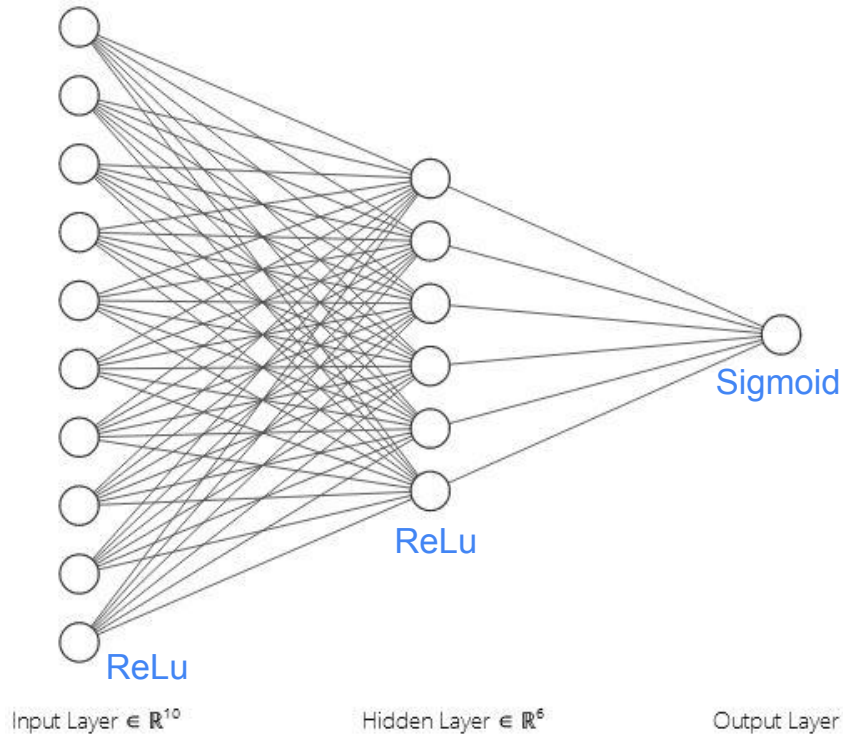 Sigmoid
ReLu
ReLu
Input Layer ∈ ℝ¹⁰
Hidden Layer ∈ ℝ⁶
Output Layer